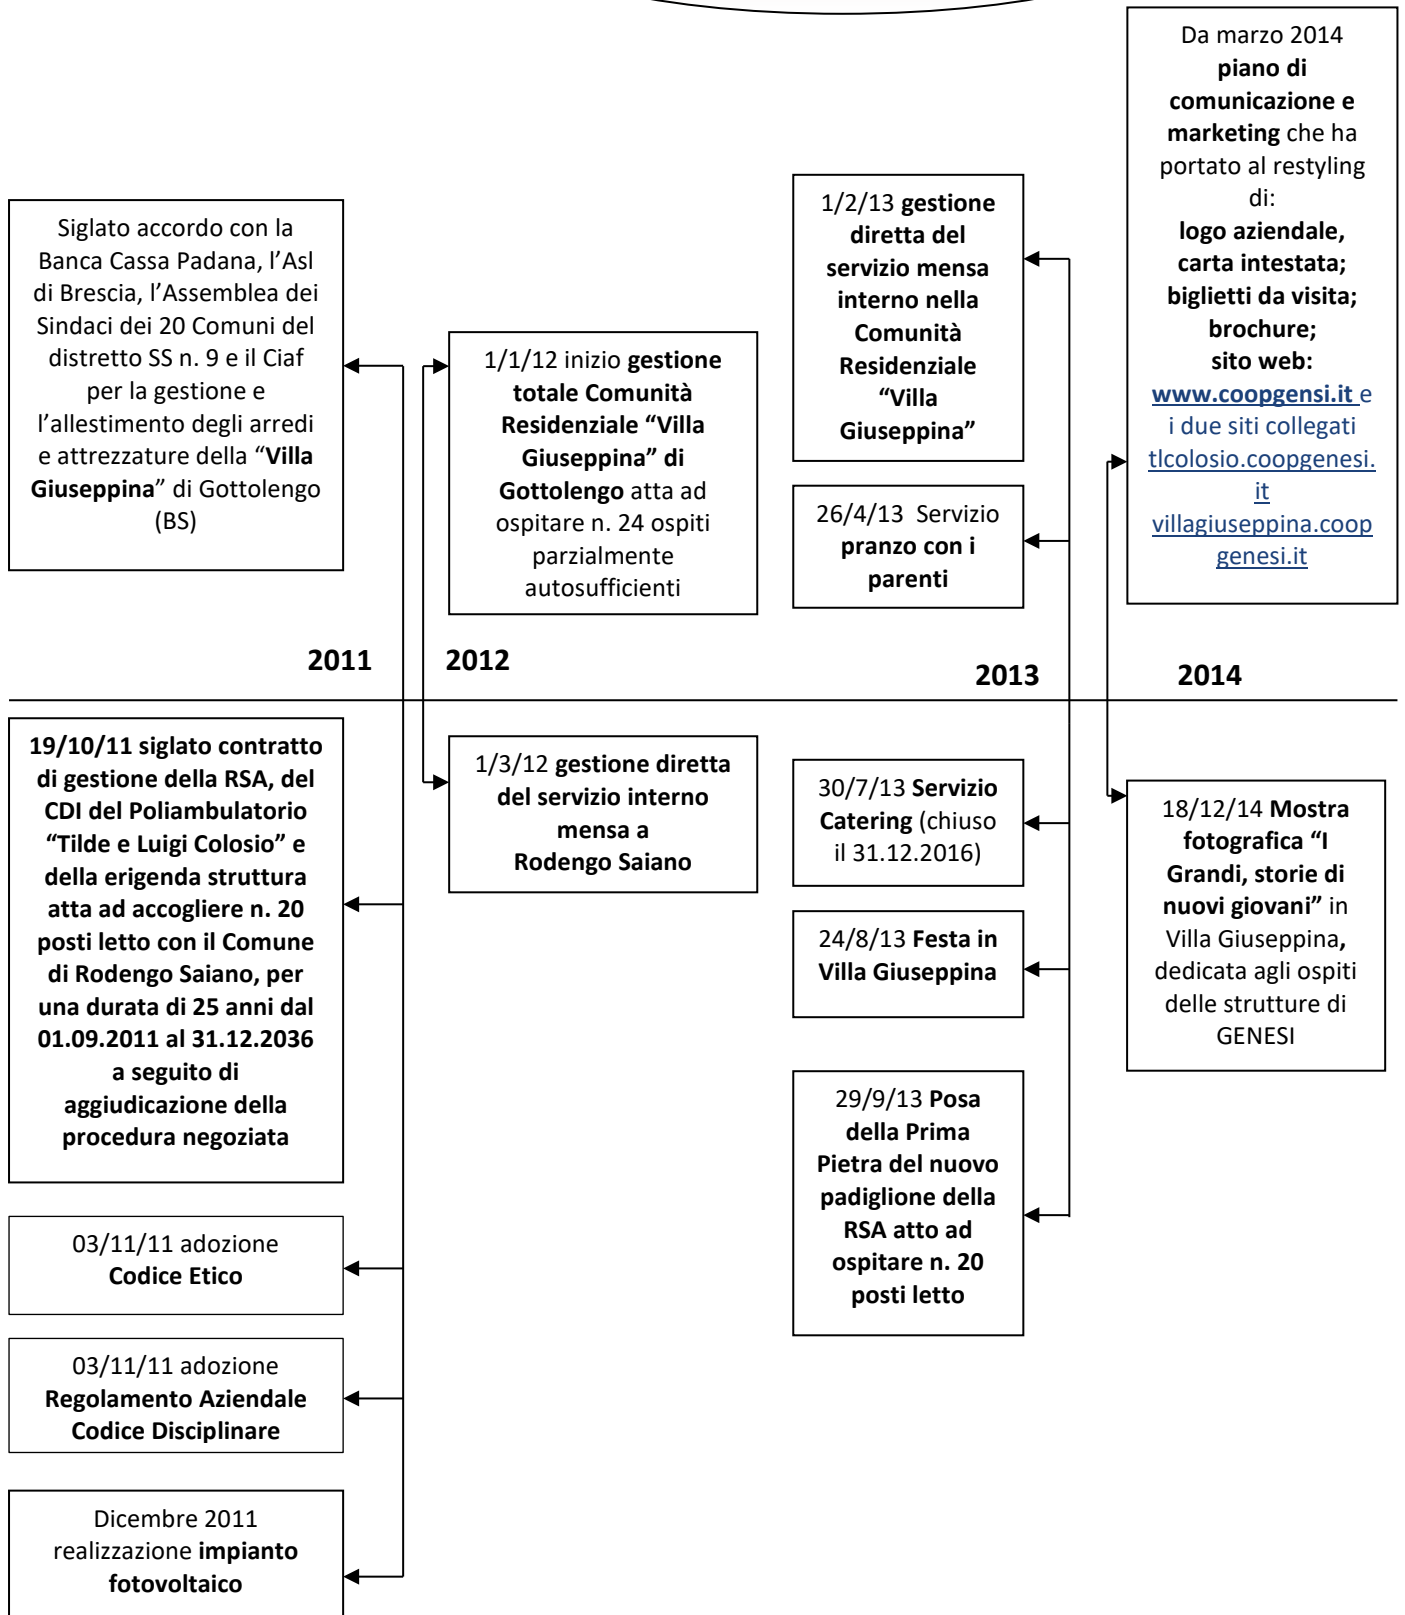 Siglato accordo con la
Banca Cassa Padana, l’Asl
di Brescia, l’Assemblea dei
Sindaci dei 20 Comuni del
distretto SS n. 9 e il Ciaf
per la gestione e
l’allestimento degli arredi
e attrezzature della “Villa
Giuseppina” di Gottolengo
(BS)
1/1/12 inizio gestione
totale Comunità
Residenziale “Villa
Giuseppina” di
Gottolengo atta ad
ospitare n. 24 ospiti
parzialmente
autosufficienti
1/2/13 gestione
diretta del
servizio mensa
interno nella
Comunità
Residenziale
“Villa
Giuseppina”
26/4/13 Servizio
pranzo con i
parenti
Da marzo 2014
piano di
comunicazione e
marketing che ha
portato al restyling
di:
logo aziendale,
carta intestata;
biglietti da visita;
brochure;
sito web:
www.coopgensi.it e
i due siti collegati
tlcolosio.coopgenesi.
it
villagiuseppina.coop
genesi.it
2011
2012
2013
2014
19/10/11 siglato contratto
di gestione della RSA, del
CDI del Poliambulatorio
“Tilde e Luigi Colosio” e
della erigenda struttura
atta ad accogliere n. 20
posti letto con il Comune
di Rodengo Saiano, per
una durata di 25 anni dal
01.09.2011 al 31.12.2036
a seguito di
aggiudicazione della
procedura negoziata
03/11/11 adozione
Codice Etico
03/11/11 adozione
Regolamento Aziendale
Codice Disciplinare
Dicembre 2011
realizzazione impianto
fotovoltaico
1/3/12 gestione diretta
del servizio interno
mensa a
Rodengo Saiano
30/7/13 Servizio
Catering (chiuso
il 31.12.2016)
24/8/13 Festa in
Villa Giuseppina
29/9/13 Posa
della Prima
Pietra del nuovo
padiglione della
RSA atto ad
ospitare n. 20
posti letto
18/12/14 Mostra
fotografica “I
Grandi, storie di
nuovi giovani” in
Villa Giuseppina,
dedicata agli ospiti
delle strutture di
GENESI